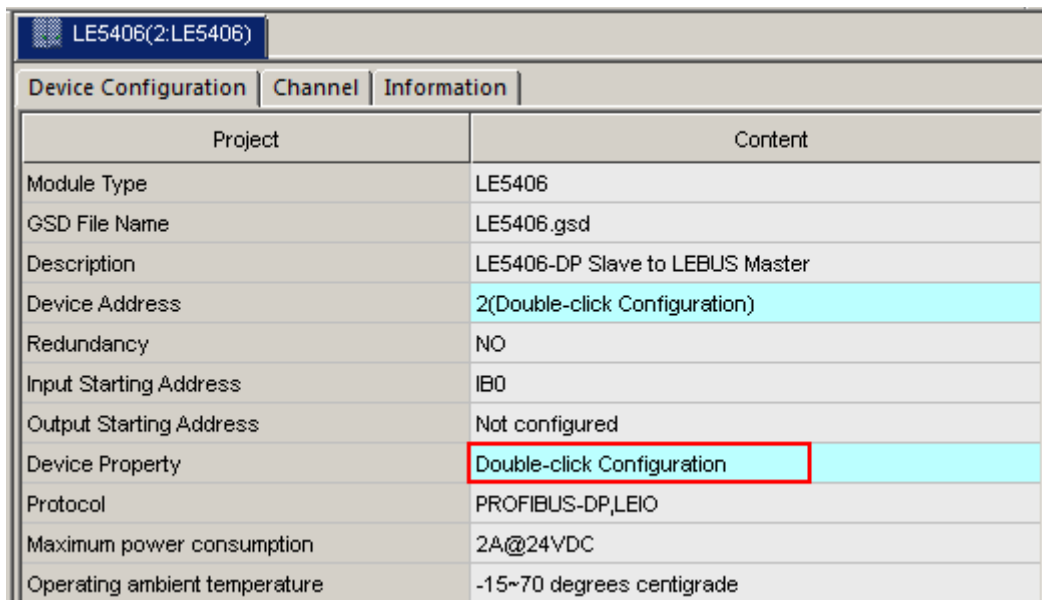 LE5406(2:LE5406)
Device Configuration Channel Information
Project Content
Module Type LE5406
GSD File Name LE5406.gsd
Description LE5406-DP Slave to LEBUS Master
Device Address 2(Double-click Configuration)
Redundancy NO
Input Starting Address IB0
Output Starting Address Not configured
Device Property Double-click Configuration
Protocol PROFIBUS-DP,LEIO
Maximum power consumption 2A@24VDC
Operating ambient temperature -15~70 degrees centigrade